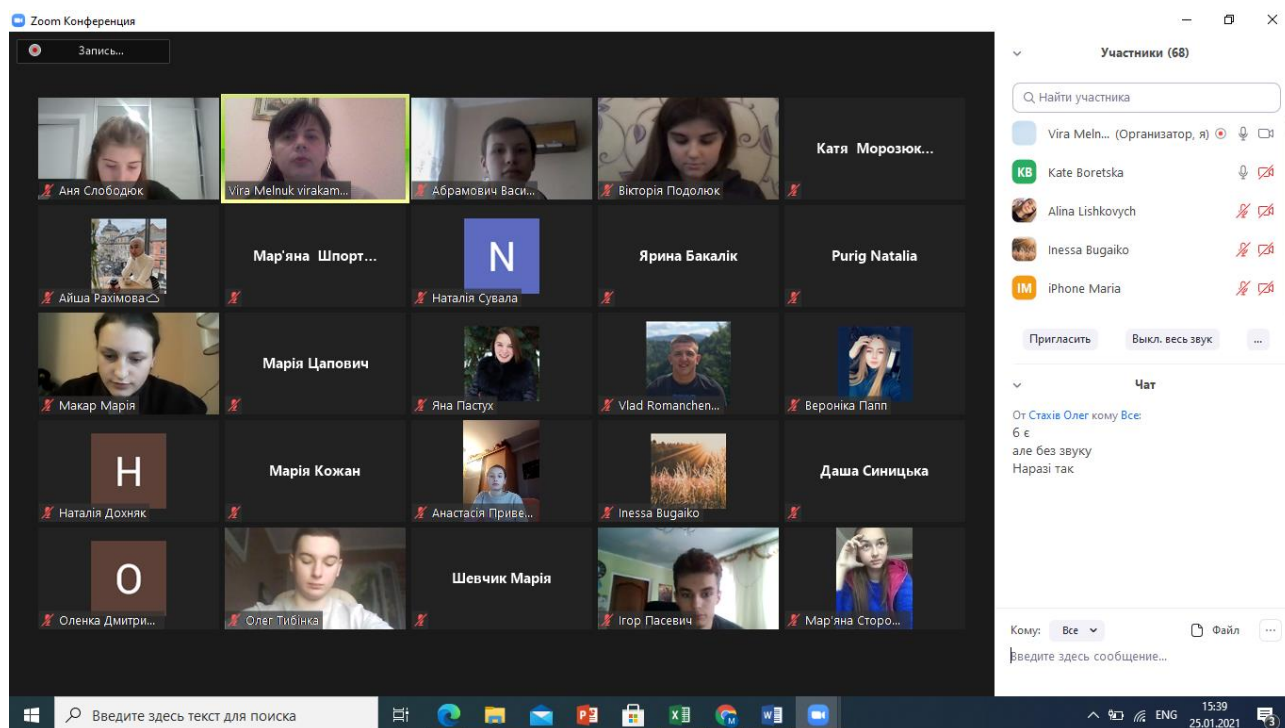 Zoom Конференция
Запись...
Аня Слободюк
Vira Melnuk virakam...
Абрамович Васи...
Вікторія Подолюк
Катя Морозюк...
Айша Рахімова
Мар'яна Шпорт...
N
Наталія Сувала
Ярина Бакалік
Purig Natalia
Макар Марія
Марія Цапович
Яна Пастух
Vlad Romanchen...
Вероніка Папп
Н
Наталія Дохняк
Марія Кожан
Анастасія Приве...
Inessa Bugaiko
Даша Синицька
О
Оленка Дмитри...
Олег Тибінка
Шевчик Марія
Ігор Пасевич
Мар'яна Сторо...
Участники (68)
Найти участника
Vira Meln... (Организатор, я)
KB Kate Boretska
Alina Lishkovych
Inessa Bugaiko
IM iPhone Maria
Пригласить Выкл. весь звук ...
Чат
От Стахів Олег кому Все:
6 є
але без звуку
Наразі так
Кому: Все Файл ...
Введите здесь сообщение...
Введите здесь текст для поиска
ENG 15:39
25.01.2021